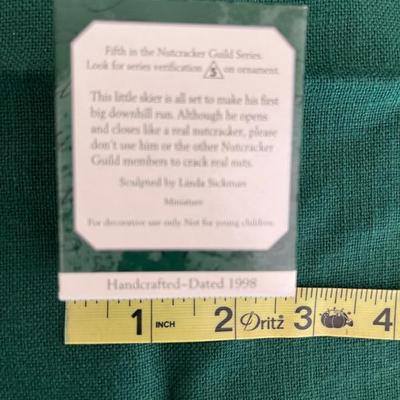 Fifth in the Nutcracker Guild Series.
Look for series verification 5 on ornament.
This little skier is all set to make his first
big downhill run. Although he opens
and closes like a real nutcracker, please
don't use him or the other Nutcracker
Guild members to crack real nuts.
Sculpted by Linda Sickman
Miniature
For decorative use only. Not for young children.
Handcrafted–Dated 1998
1 INCH 2 Dritz® 3 4